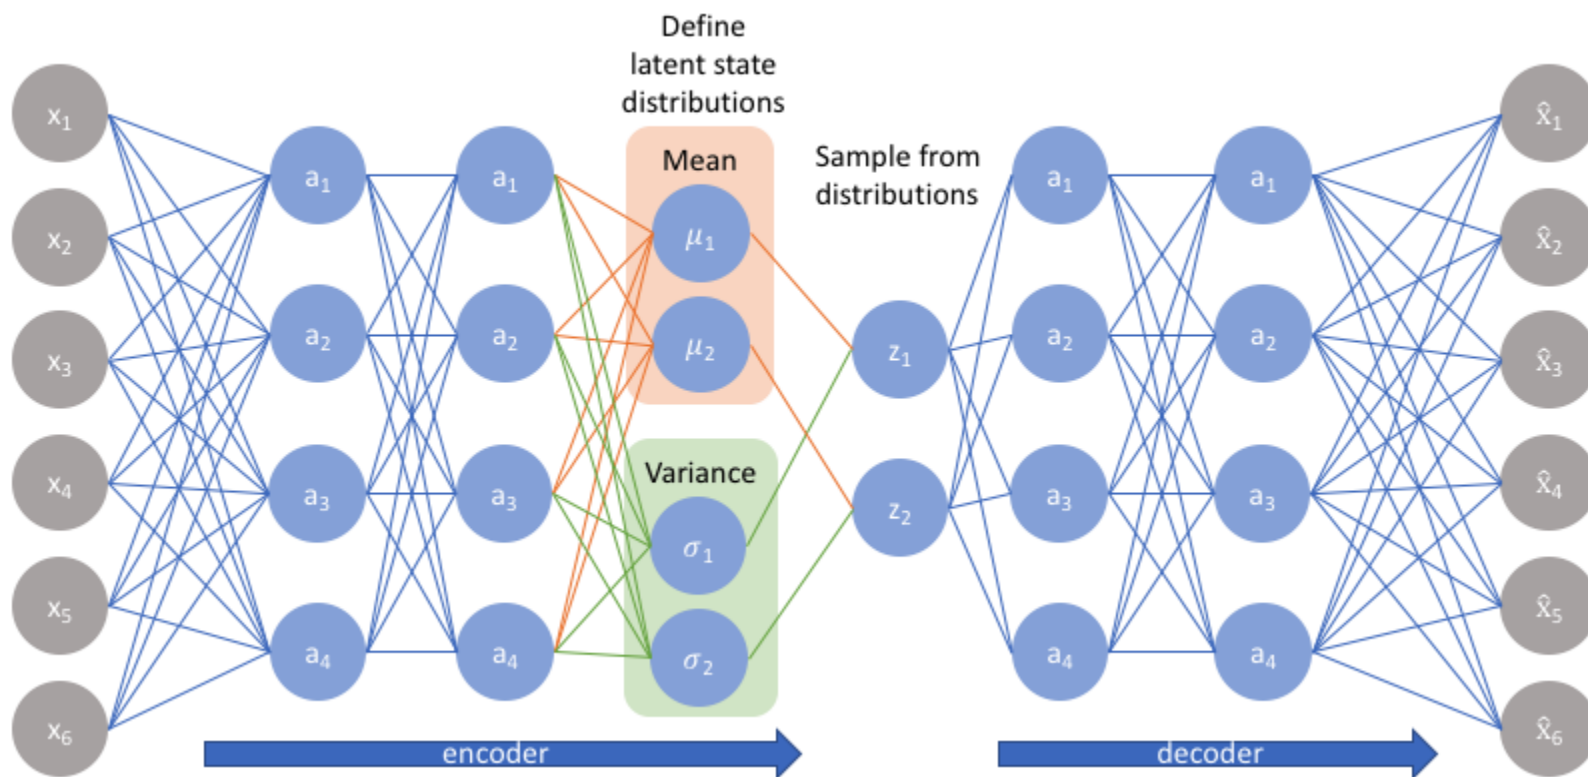 Define
latent state
distributions
Mean
Sample from
distributions
Variance
x₁
x₂
x₃
x₄
x₅
x₆
a₁
a₂
a₃
a₄
a₁
a₂
a₃
a₄
μ₁
μ₂
σ₁
σ₂
z₁
z₂
a₁
a₂
a₃
a₄
a₁
a₂
a₃
a₄
x̂₁
x̂₂
x̂₃
x̂₄
x̂₅
x̂₆
encoder
decoder